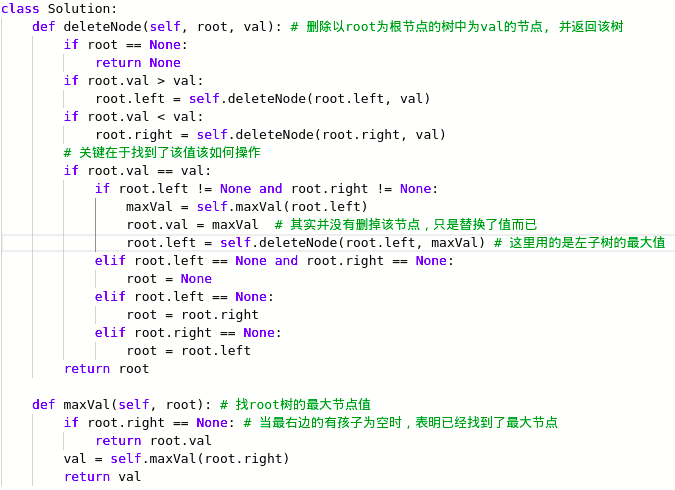 class Solution:
    def deleteNode(self, root, val): # 删除以root为根节点的树中为val的节点, 并返回该树
        if root == None:
            return None
        if root.val > val:
            root.left = self.deleteNode(root.left, val)
        if root.val < val:
            root.right = self.deleteNode(root.right, val)
        # 关键在于找到了该值该如何操作
        if root.val == val:
            if root.left != None and root.right != None:
                maxVal = self.maxVal(root.left)
                root.val = maxVal  # 其实并没有删掉该节点，只是替换了值而已
                root.left = self.deleteNode(root.left, maxVal) # 这里用的是左子树的最大值
            elif root.left == None and root.right == None:
                root = None
            elif root.left == None:
                root = root.right
            elif root.right == None:
                root = root.left
        return root
    def maxVal(self, root): # 找root树的最大节点值
        if root.right == None: # 当最右边的有孩子为空时，表明已经找到了最大节点
            return root.val
        val = self.maxVal(root.right)
        return val